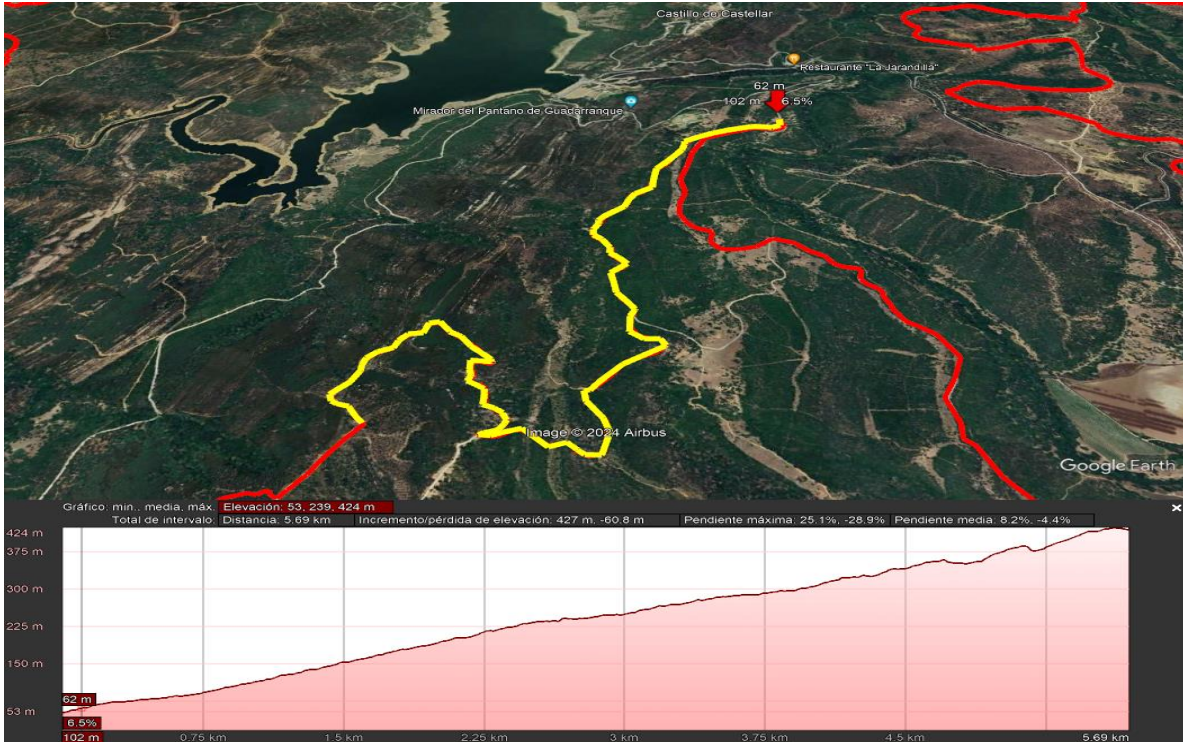 Castillo de Castellar
Restaurante "La Jarandilla"
62 m
102 m 6.5%
Mirador del Pantano de Guadarranque
Image © 2024 Airbus
Google Earth
Gráfico: min., media, máx. Elevación: 53, 239, 424 m
Total de intervalo: Distancia: 5.69 km Incremento/pérdida de elevación: 427 m, -60.8 m Pendiente máxima: 25.1%, -28.9% Pendiente media: 8.2%, -4.4%
424 m
375 m
300 m
225 m
150 m
62 m
53 m
6.5%
102 m 0.75 km 1.5 km 2.25 km 3 km 3.75 km 4.5 km 5.69 km